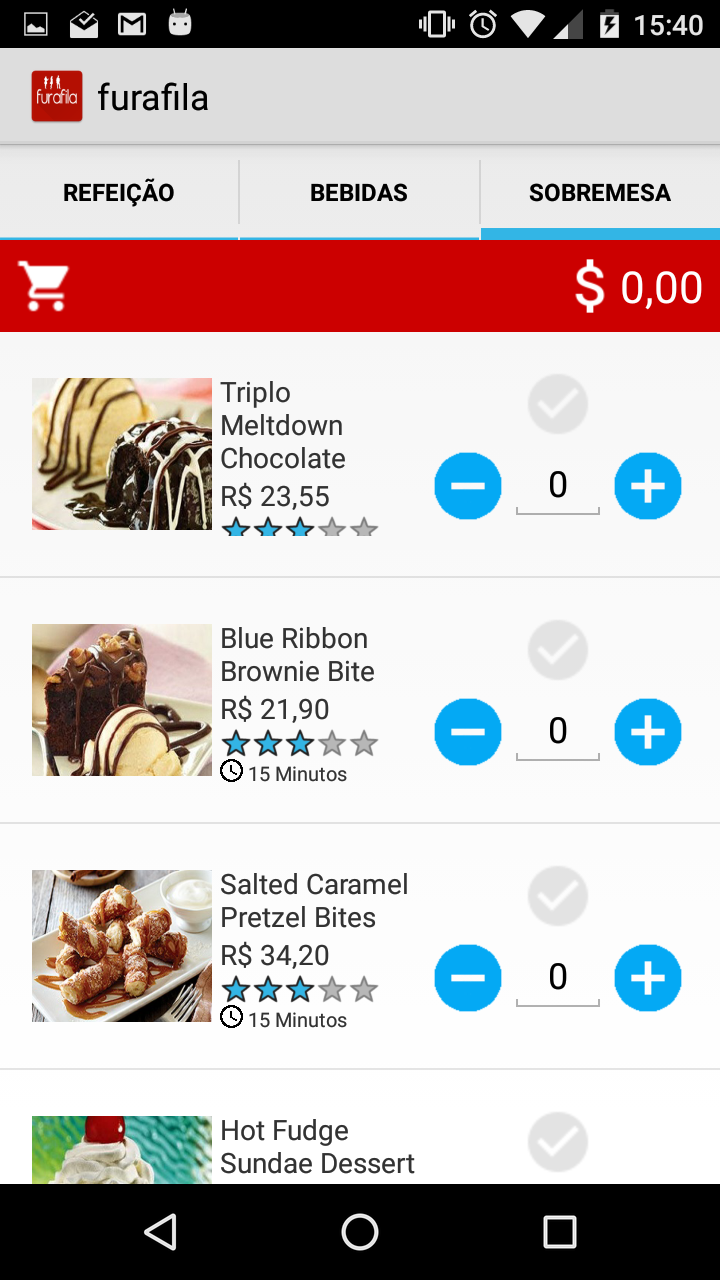 15:40
furafila
furafila
REFEIÇÃO
BEBIDAS
SOBREMESA
$ 0,00
Triplo
Meltdown
Chocolate
R$ 23,55
0
Blue Ribbon
Brownie Bite
R$ 21,90
15 Minutos
0
Salted Caramel
Pretzel Bites
R$ 34,20
15 Minutos
0
Hot Fudge
Sundae Dessert